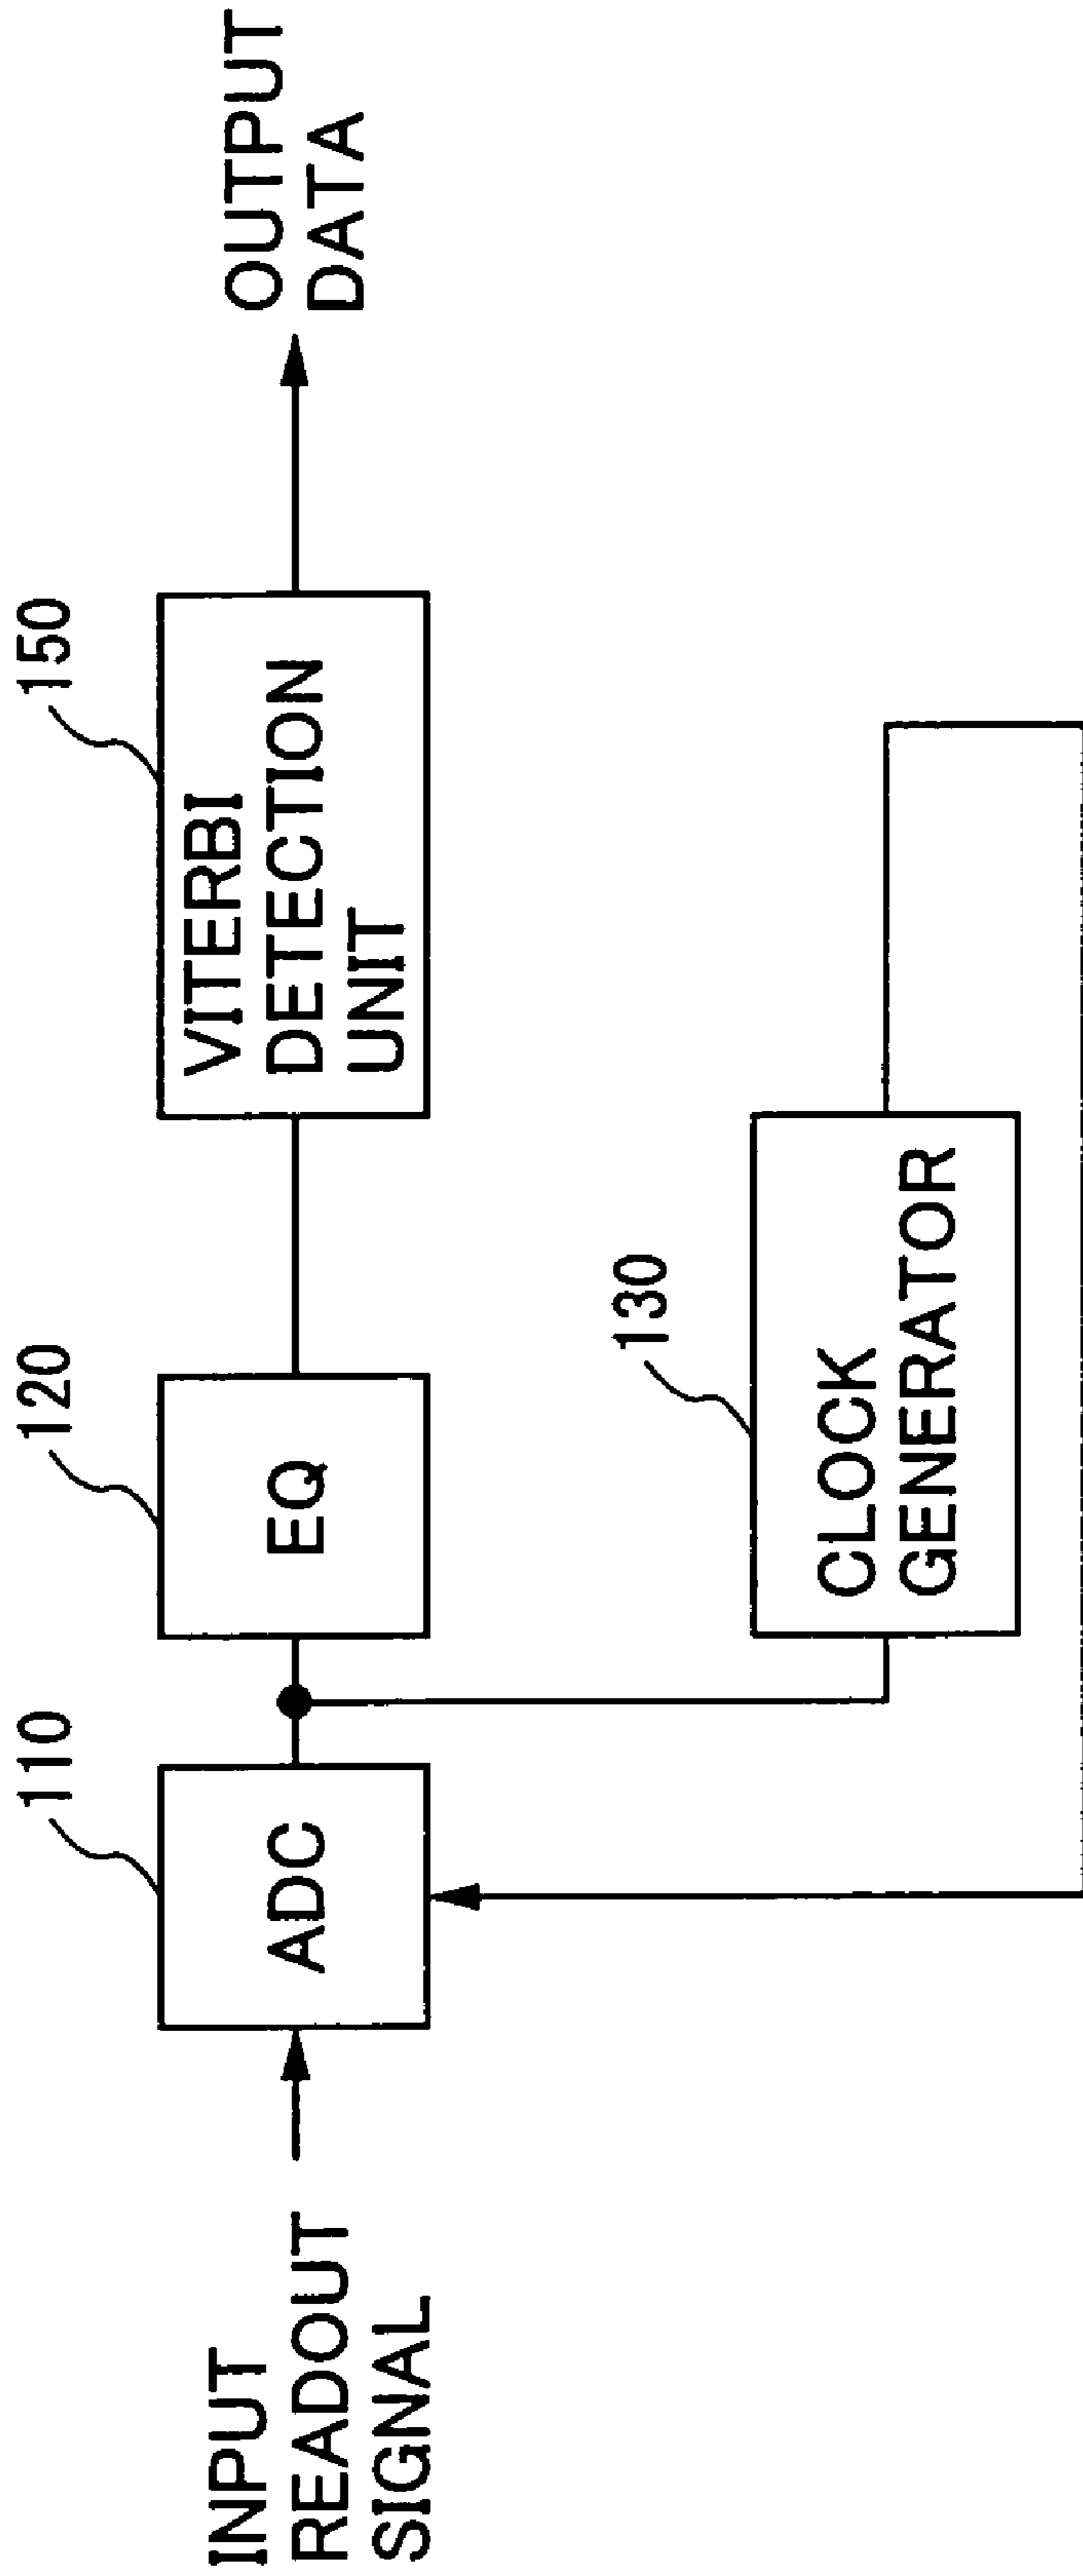 110
120
150
INPUT
READOUT
SIGNAL
ADC
EQ
VITERBI
DETECTION
UNIT
OUTPUT
DATA
130
CLOCK
GENERATOR